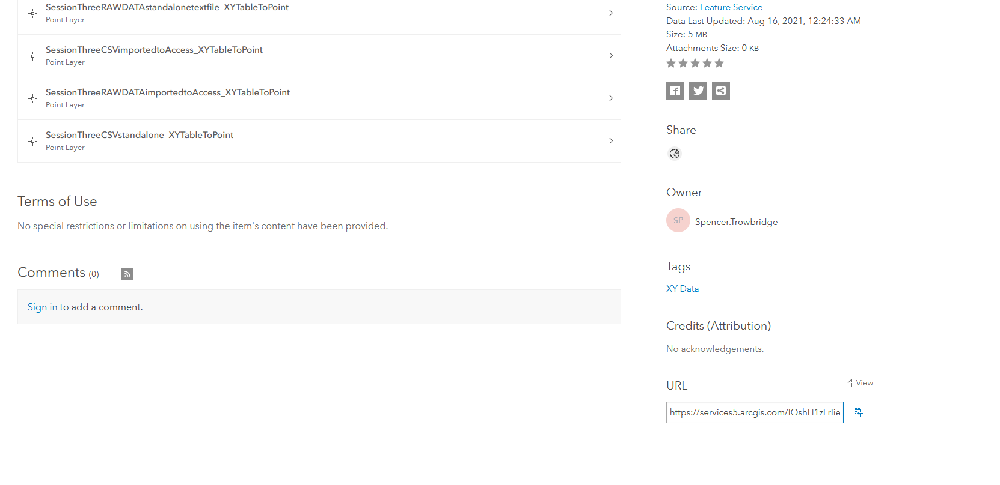 SessionThreeRAWDATAstandalonetextfile_XYTableToPoint
Point Layer
SessionThreeCSVimportedtoAccess_XYTableToPoint
Point Layer
SessionThreeRAWDATAimportedtoAccess_XYTableToPoint
Point Layer
SessionThreeCSVstandalone_XYTableToPoint
Point Layer
Terms of Use
No special restrictions or limitations on using the item's content have been provided.
Comments (0)
Sign in to add a comment.
Source: Feature Service
Data Last Updated: Aug 16, 2021, 12:24:33 AM
Size: 5 MB
Attachments Size: 0 KB
Share
Owner
SP
Spencer.Trowbridge
Tags
XY Data
Credits (Attribution)
No acknowledgements.
URL
View
https://services5.arcgis.com/IOshH1zLrIie